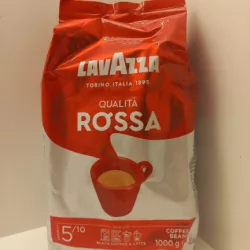 LAVAZZA
TORINO, ITALIA, 1895
QUALITÀ
ROSSA
5/10
COFFEE
BEANS
1000 g